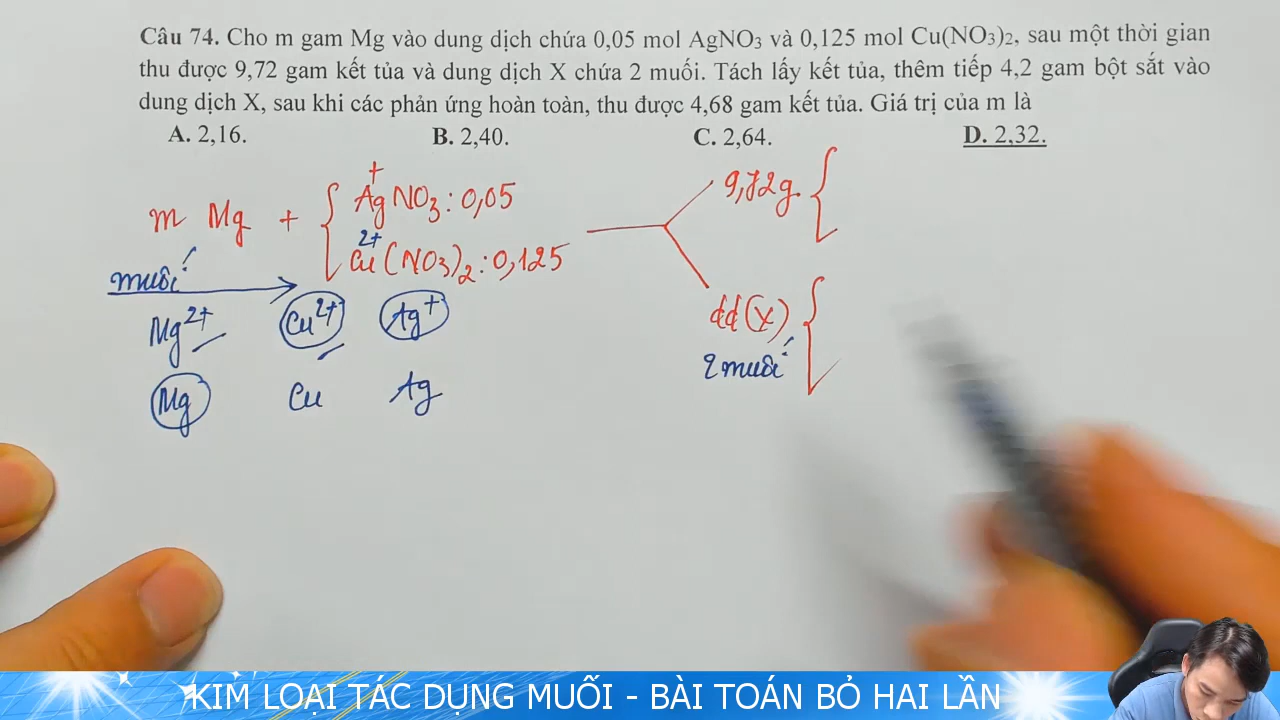 Câu 74. Cho m gam Mg vào dung dịch chứa 0,05 mol AgNO₃ và 0,125 mol Cu(NO₃)₂, sau một thời gian
thu được 9,72 gam kết tủa và dung dịch X chứa 2 muối. Tách lấy kết tủa, thêm tiếp 4,2 gam bột sắt vào
dung dịch X, sau khi các phản ứng hoàn toàn, thu được 4,68 gam kết tủa. Giá trị của m là
A. 2,16. B. 2,40. C. 2,64. D. 2,32.
m Mg + { Ag⁺NO₃ : 0,05
Cu²⁺(NO₃)₂ : 0,125
9,72g {
muối
Mg²⁺ Cu²⁺ Ag⁺
Mg Cu Ag
dd(X) {
2 muối
KIM LOẠI TÁC DỤNG MUỐI - BÀI TOÁN BỎ HAI LẦN